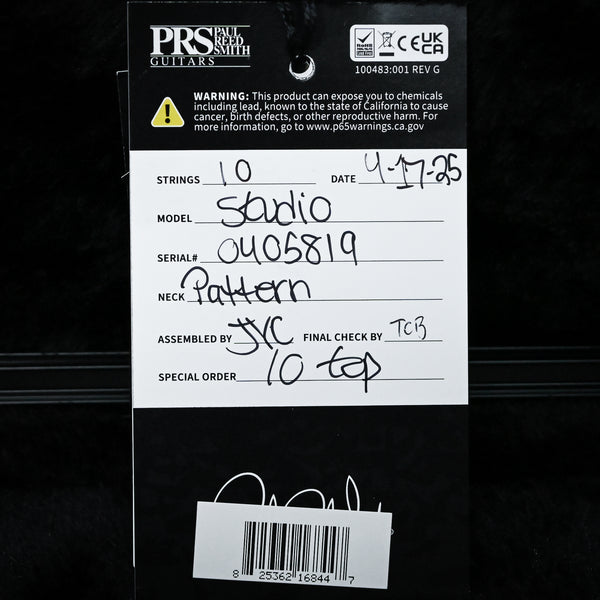 PRS PAUL REED SMITH
GUITARS
RoHS
CE UK CA
100483:001 REV G
WARNING: This product can expose you to chemicals
including lead, known to the state of California to cause
cancer, birth defects, or other reproductive harm. For
more information, go to www.p65warnings.ca.gov
STRINGS 10 DATE 4-17-25
MODEL Studio
SERIAL# 0405819
NECK Pattern
ASSEMBLED BY JYC FINAL CHECK BY TCB
SPECIAL ORDER 10 top
8 25362 16844 7